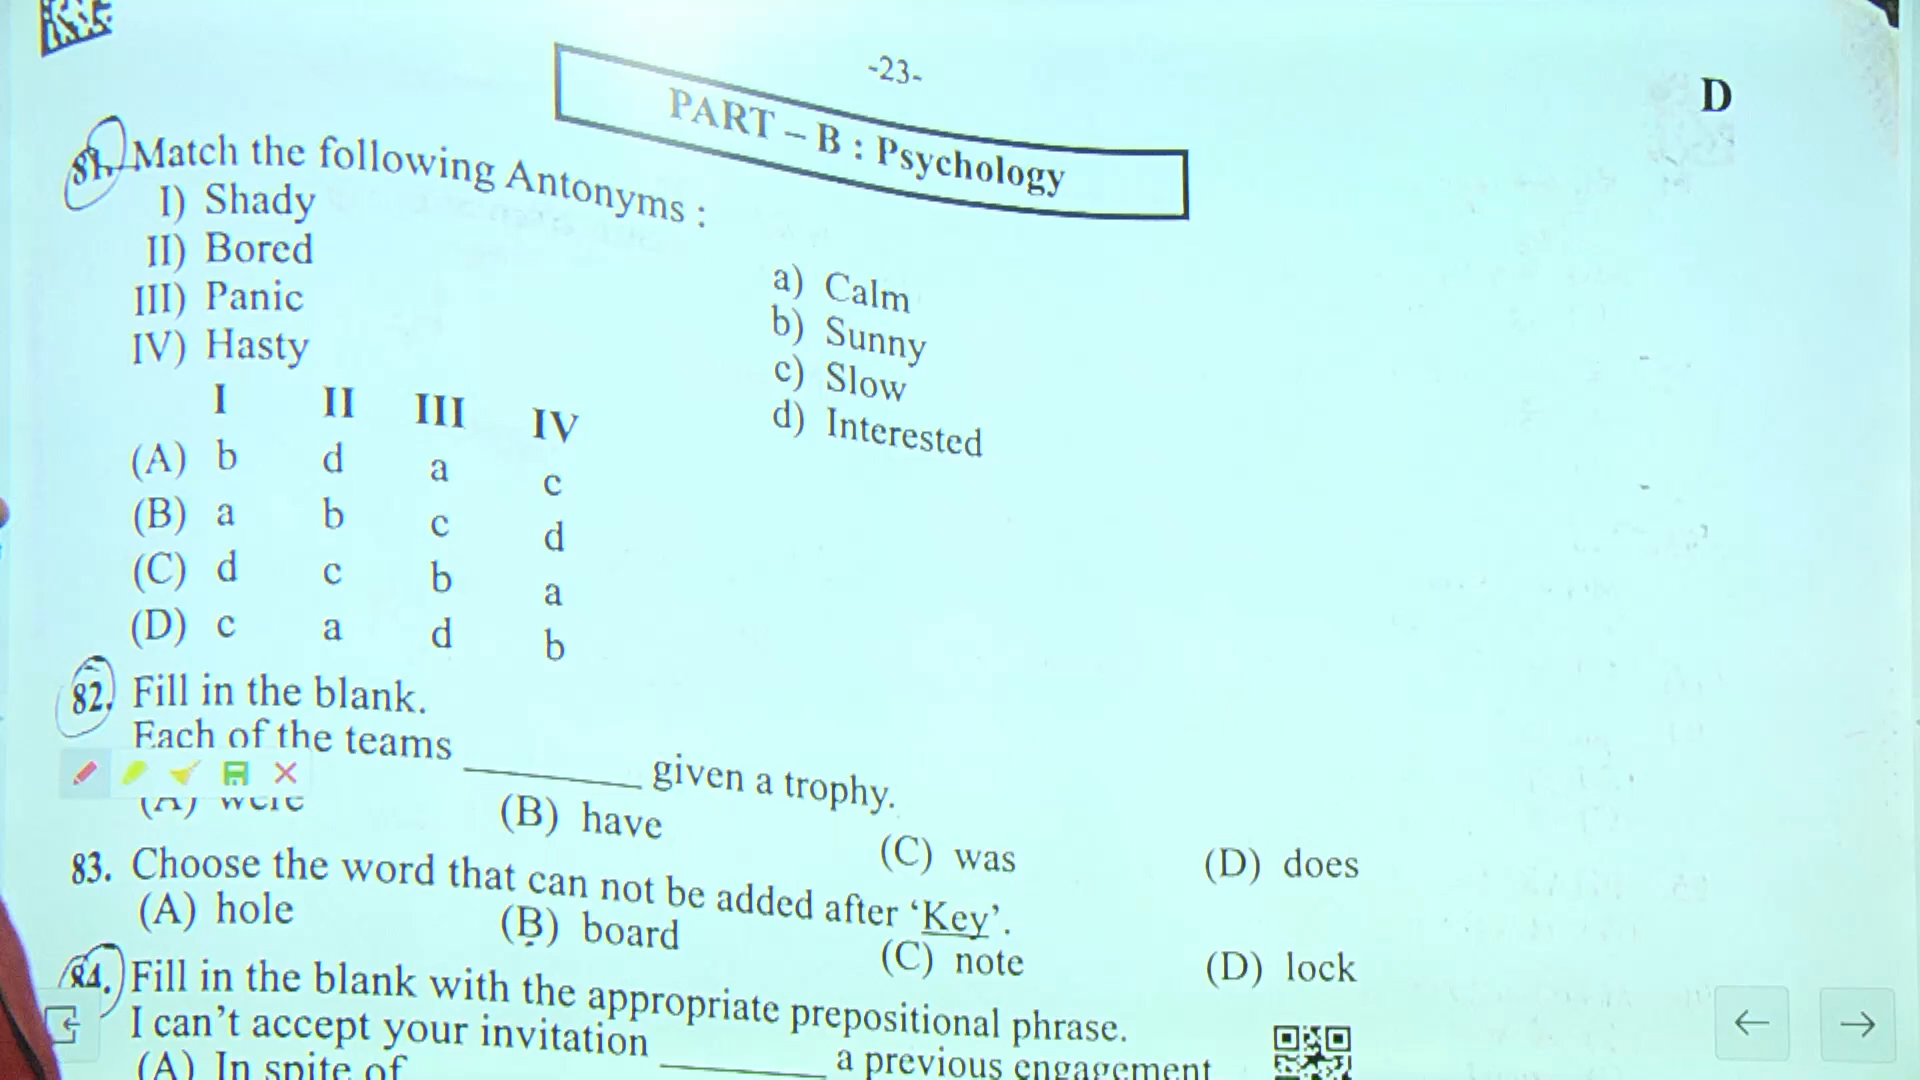 -23-
D
PART – B : Psychology
81. Match the following Antonyms :
I) Shady
II) Bored
III) Panic
IV) Hasty
a) Calm
b) Sunny
c) Slow
d) Interested
I II III IV
(A) b d a c
(B) a b c d
(C) d c b a
(D) c a d b
82. Fill in the blank.
Each of the teams ________ given a trophy.
(A) were (B) have (C) was (D) does
83. Choose the word that can not be added after ‘Key’.
(A) hole (B) board (C) note (D) lock
84. Fill in the blank with the appropriate prepositional phrase.
I can’t accept your invitation ________ a previous engagement
(A) In spite of